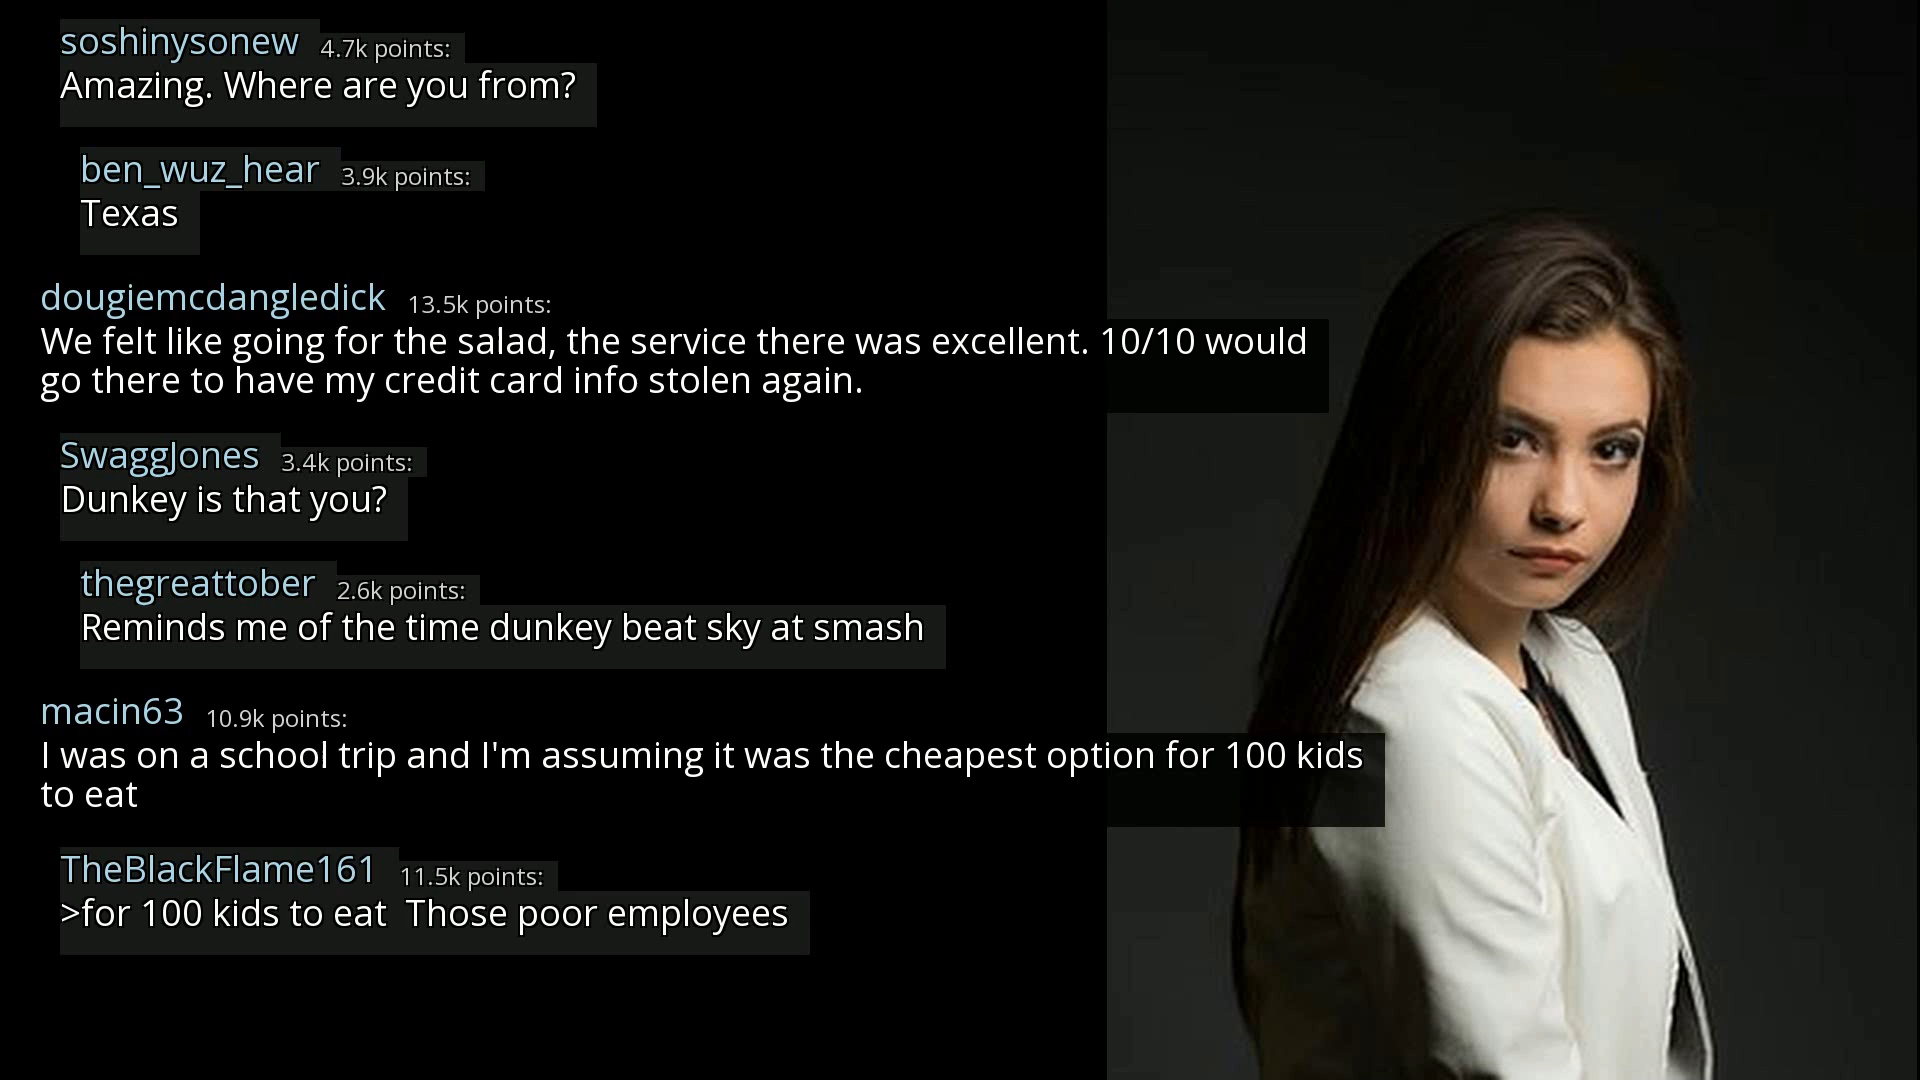 soshinysonew 4.7k points:
Amazing. Where are you from?
ben_wuz_hear 3.9k points:
Texas
dougiemcdangledick 13.5k points:
We felt like going for the salad, the service there was excellent. 10/10 would
go there to have my credit card info stolen again.
SwaggJones 3.4k points:
Dunkey is that you?
thegreattober 2.6k points:
Reminds me of the time dunkey beat sky at smash
macin63 10.9k points:
I was on a school trip and I'm assuming it was the cheapest option for 100 kids
to eat
TheBlackFlame161 11.5k points:
>for 100 kids to eat  Those poor employees